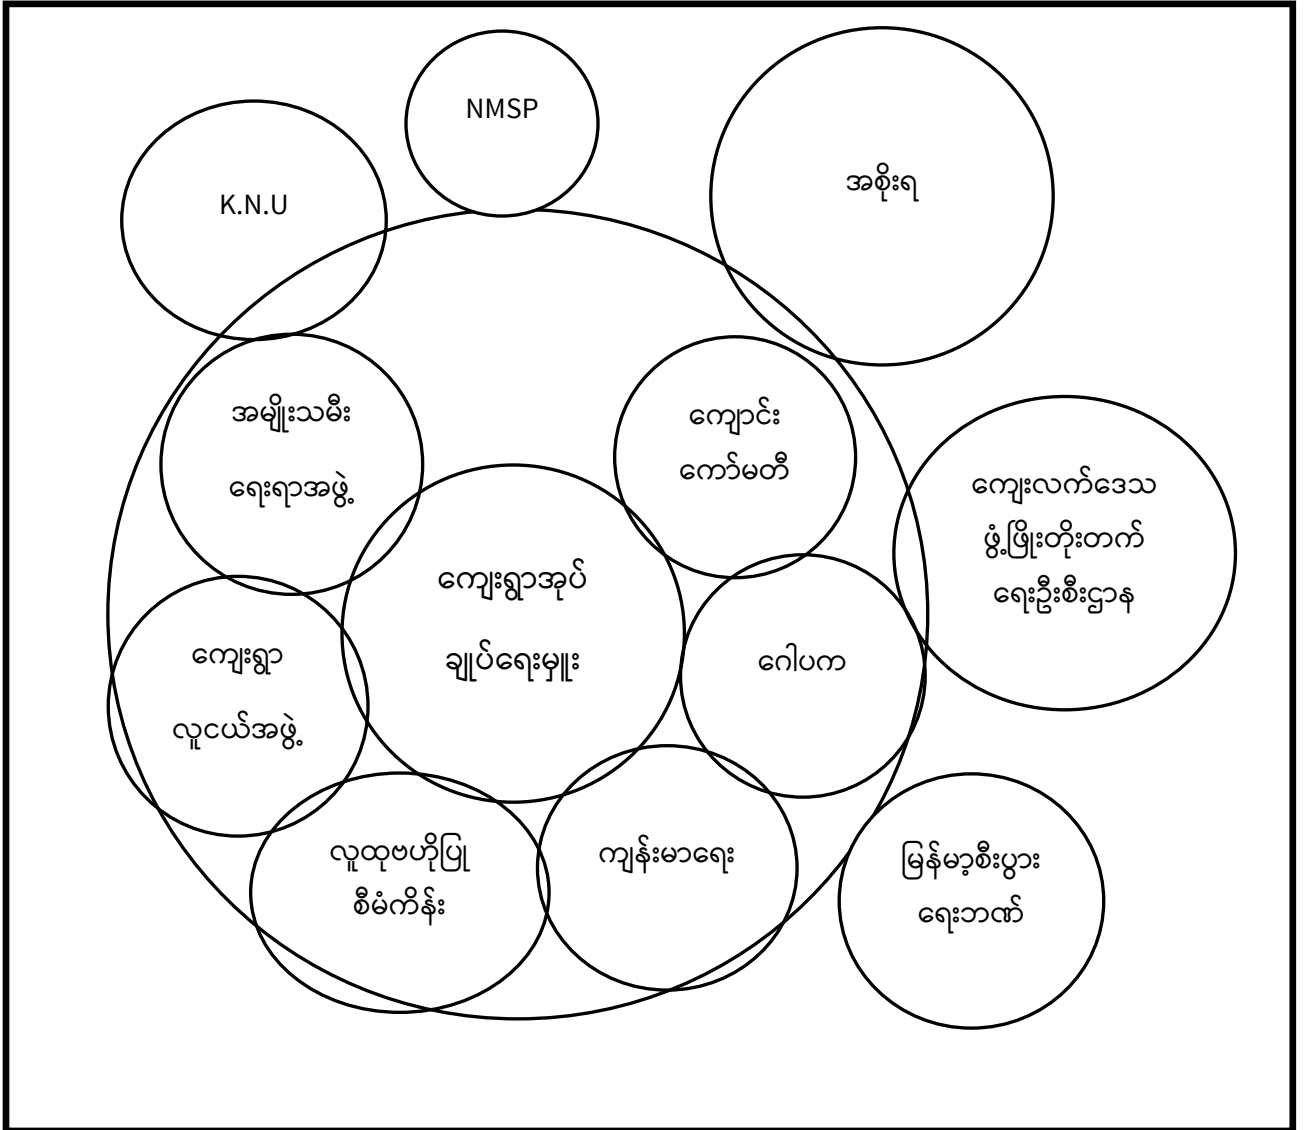 NMSP
K.N.U
အစိုးရ
အမျိုးသမီး
ရေးရာအဖွဲ့
ကျောင်း
ကော်မတီ
ကျေးလက်ဒေသ
ဖွံ့ဖြိုးတိုးတက်
ရေးဦးစီးဌာန
ကျေးရွာအုပ်
ချုပ်ရေးမှူး
ကျေးရွာ
လူငယ်အဖွဲ့
ဂေါပက
လူထုဗဟိုပြု
စီမံကိန်း
ကျန်းမာရေး
မြန်မာ့စီးပွား
ရေးဘဏ်